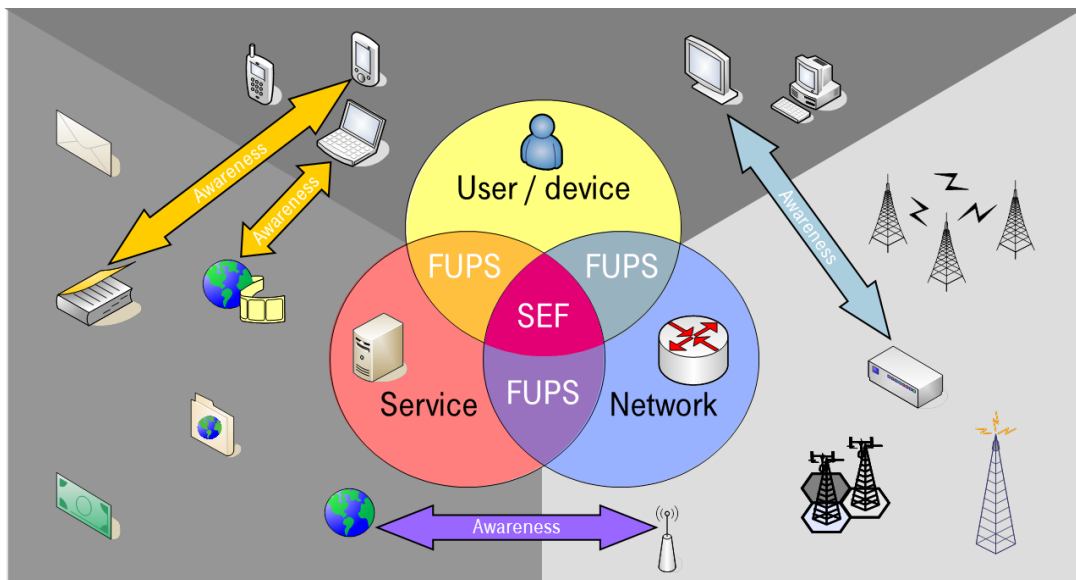 Awareness
Awareness
Awareness
User / device
FUPS
FUPS
SEF
FUPS
Service
Network
Awareness